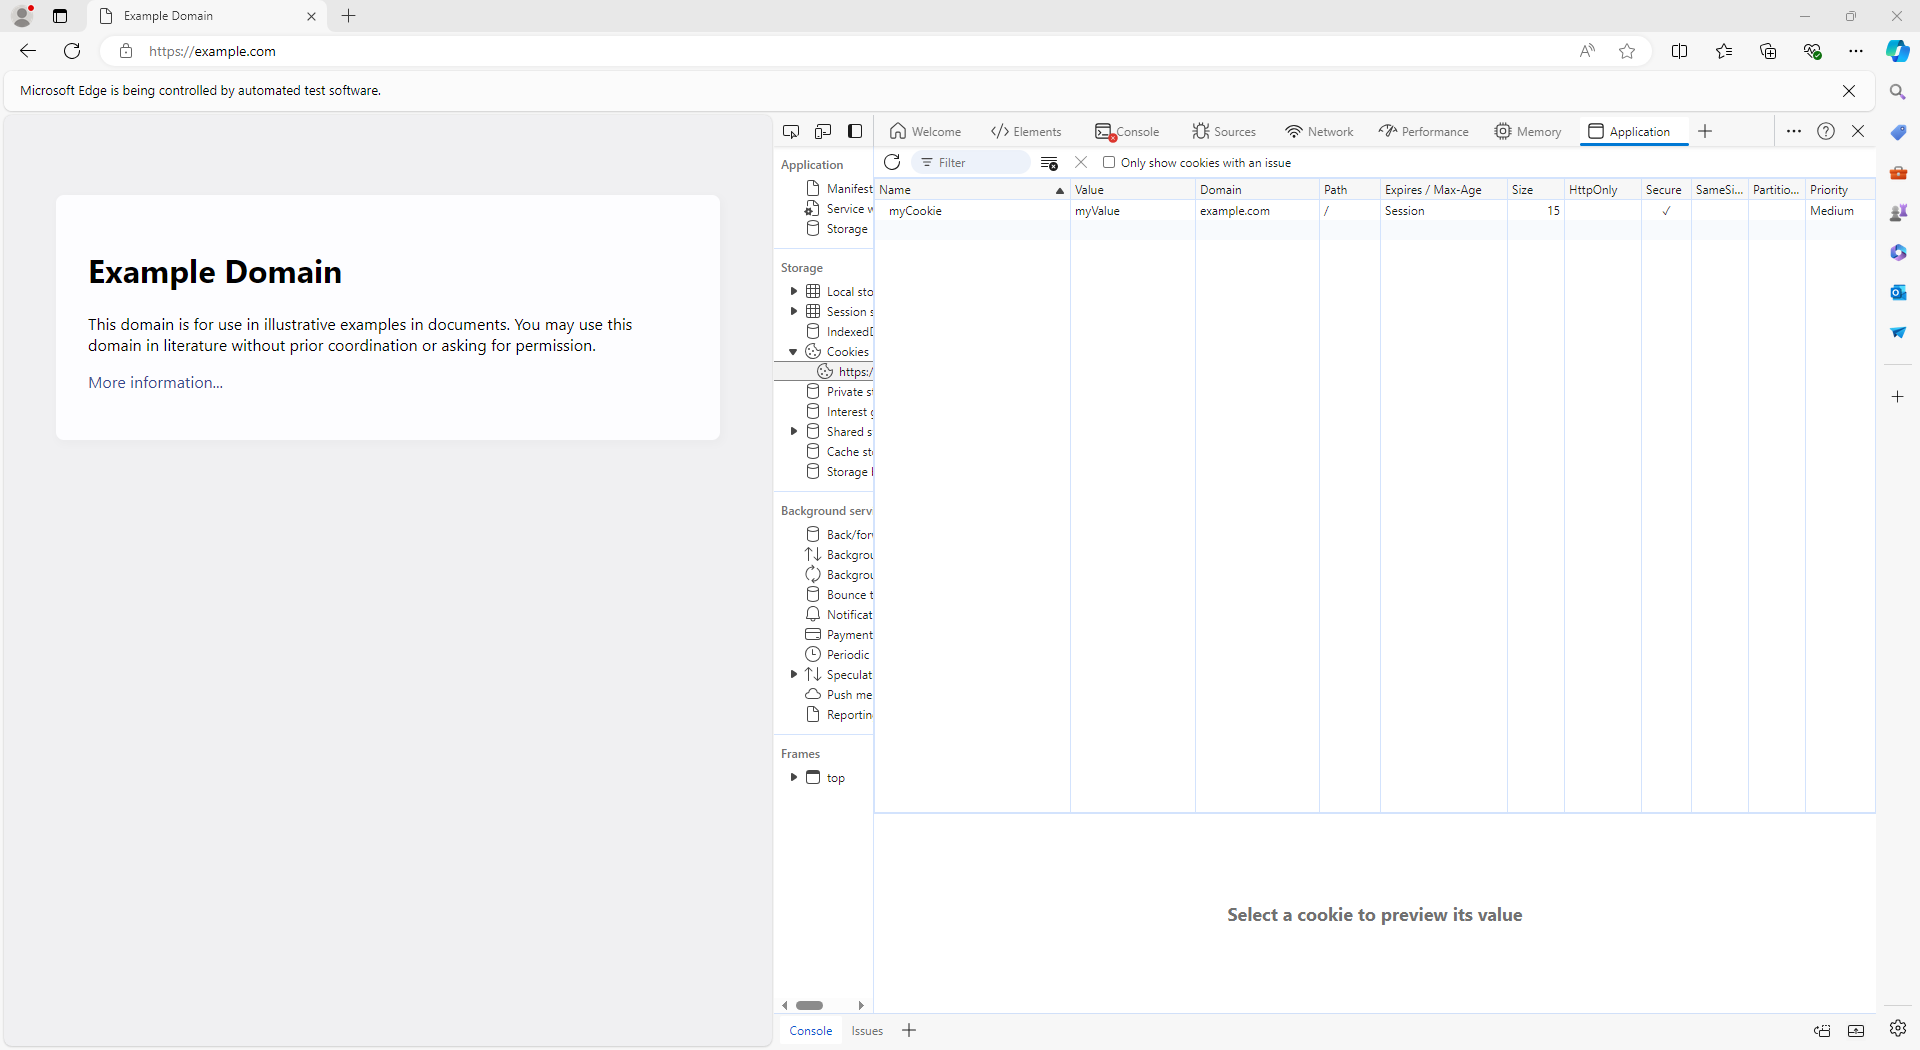 Example Domain
https://example.com
Microsoft Edge is being controlled by automated test software.
Welcome
Elements
Console
Sources
Network
Performance
Memory
Application
Filter
Only show cookies with an issue
Application
Manifest
Service w
Storage
Storage
Local sto
Session s
IndexedD
Cookies
https:/
Private st
Interest g
Shared s
Cache sto
Storage
Background serv
Back/forv
Backgrou
Backgrou
Bounce t
Notificat
Payment
Periodic
Speculat
Push me
Reportin
Frames
top
Name Value Domain Path Expires / Max-Age Size HttpOnly Secure SameSi... Partitio... Priority
myCookie myValue example.com / Session 15 ✓ Medium
Example Domain
This domain is for use in illustrative examples in documents. You may use this
domain in literature without prior coordination or asking for permission.
More information...
Select a cookie to preview its value
Console
Issues